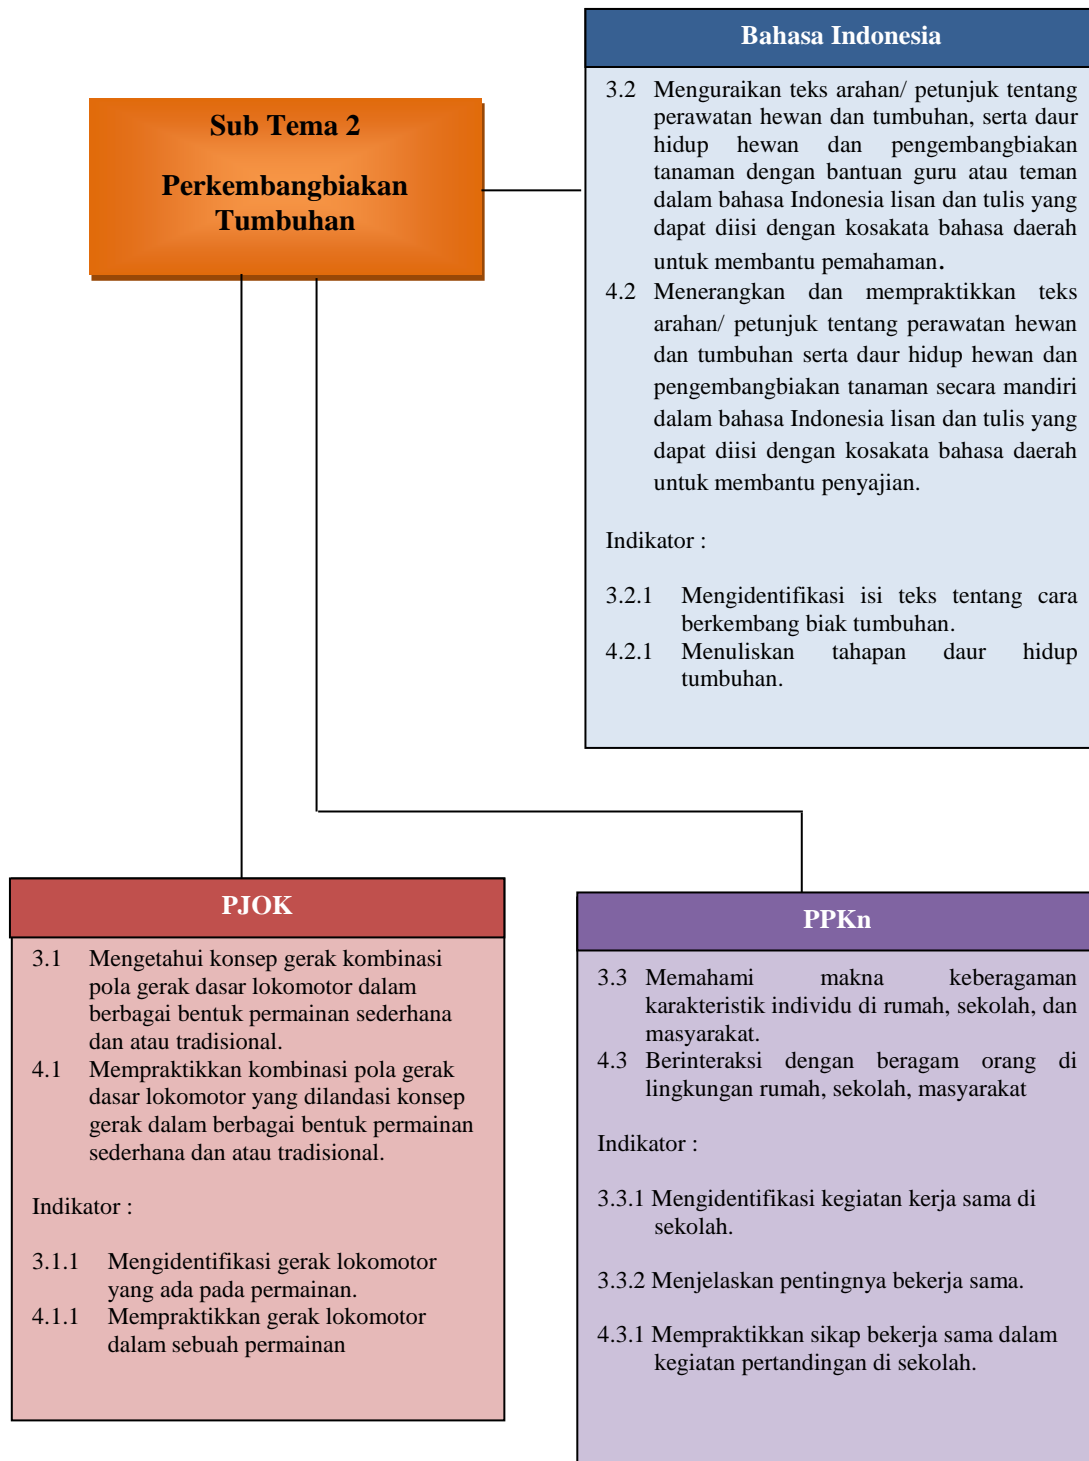 Sub Tema 2
Perkembangbiakan
Tumbuhan
Bahasa Indonesia
3.2 Menguraikan teks arahan/ petunjuk tentang
perawatan hewan dan tumbuhan, serta daur
hidup hewan dan pengembangbiakan
tanaman dengan bantuan guru atau teman
dalam bahasa Indonesia lisan dan tulis yang
dapat diisi dengan kosakata bahasa daerah
untuk membantu pemahaman.
4.2 Menerangkan dan mempraktikkan teks
arahan/ petunjuk tentang perawatan hewan
dan tumbuhan serta daur hidup hewan dan
pengembangbiakan tanaman secara mandiri
dalam bahasa Indonesia lisan dan tulis yang
dapat diisi dengan kosakata bahasa daerah
untuk membantu penyajian.
Indikator :
3.2.1 Mengidentifikasi isi teks tentang cara
berkembang biak tumbuhan.
4.2.1 Menuliskan tahapan daur hidup
tumbuhan.
PJOK
3.1 Mengetahui konsep gerak kombinasi
pola gerak dasar lokomotor dalam
berbagai bentuk permainan sederhana
dan atau tradisional.
4.1 Mempraktikkan kombinasi pola gerak
dasar lokomotor yang dilandasi konsep
gerak dalam berbagai bentuk permainan
sederhana dan atau tradisional.
Indikator :
3.1.1 Mengidentifikasi gerak lokomotor
yang ada pada permainan.
4.1.1 Mempraktikkan gerak lokomotor
dalam sebuah permainan
PPKn
3.3 Memahami makna keberagaman
karakteristik individu di rumah, sekolah, dan
masyarakat.
4.3 Berinteraksi dengan beragam orang di
lingkungan rumah, sekolah, masyarakat
Indikator :
3.3.1 Mengidentifikasi kegiatan kerja sama di
sekolah.
3.3.2 Menjelaskan pentingnya bekerja sama.
4.3.1 Mempraktikkan sikap bekerja sama dalam
kegiatan pertandingan di sekolah.